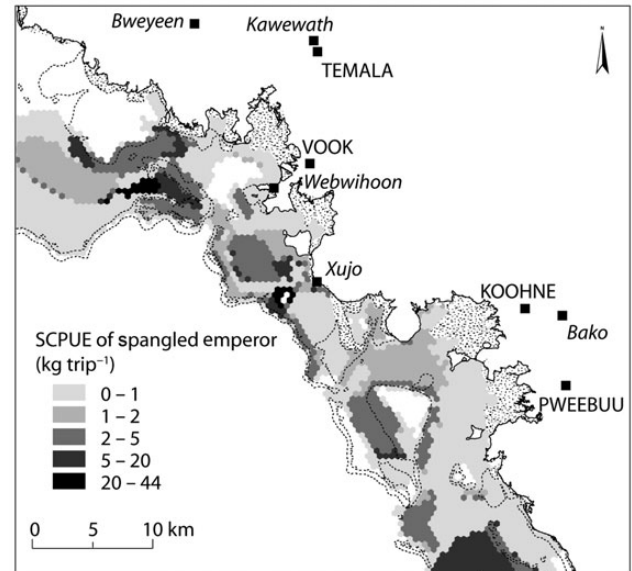 Bweyeen
Kawewath
N
TEMALA
VOOK
Webwihoon
Xujo
KOOHNE
Bako
PWEEBUU
SCPUE of spangled emperor
(kg trip⁻¹)
0 – 1
1 – 2
2 – 5
5 – 20
20 – 44
0 5 10 km